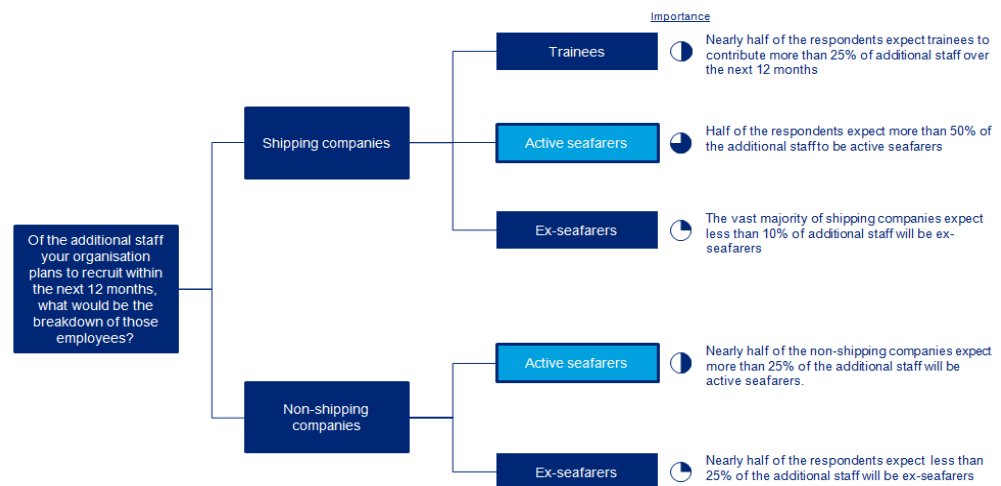 Importance
Trainees
Nearly half of the respondents expect trainees to
contribute more than 25% of additional staff over
the next 12 months
Shipping companies
Active seafarers
Half of the respondents expect more than 50% of
the additional staff to be active seafarers
Ex-seafarers
The vast majority of shipping companies expect
less than 10% of additional staff will be ex-
seafarers
Of the additional staff
your organisation
plans to recruit within
the next 12 months,
what would be the
breakdown of those
employees?
Active seafarers
Nearly half of the non-shipping companies expect
more than 25% of the additional staff will be
active seafarers.
Non-shipping
companies
Ex-seafarers
Nearly half of the respondents expect less than
25% of the additional staff will be ex-seafarers